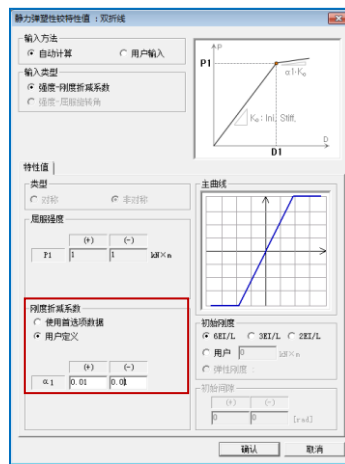 静力弹塑性铰特性值：双折线
输入方法
自动计算 用户输入
输入类型
强度-刚度折减系数
强度-屈服旋转角
P
P1
α1·K₀
K₀: Ini. Stiff.
D
D1
特性值
类型
对称 非对称
屈服强度
(+) (-)
P1 1 1 kN×m
刚度折减系数
使用首选项数据
用户定义
(+) (-)
α1 0.01 0.01
主曲线
初始刚度
6EI/L 3EI/L 2EI/L
用户 0 kN×m
弹性刚度:
初始间隙
(+) (-)
0 0 [rad]
确认 取消